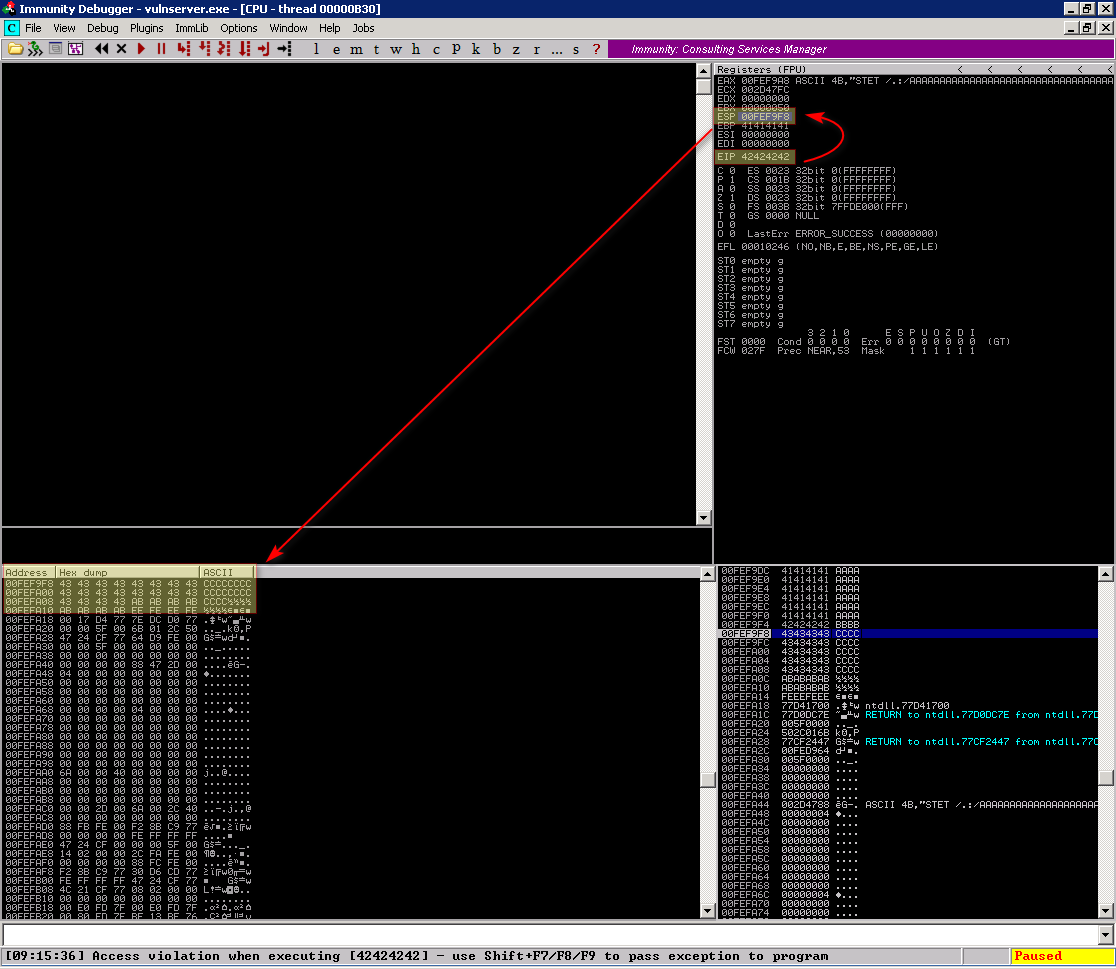 Immunity Debugger - vulnserver.exe - [CPU - thread 00000B30]
C File View Debug Plugins ImmLib Options Window Help Jobs
l e m t w h c P k b z r ... s ? Immunity: Consulting Services Manager
Registers (FPU) < < < < < <
EAX 00FEF9A8 ASCII 4B,"STET /.:/AAAAAAAAAAAAAAAAAAAAAAAAAAAAAAAAAA
ECX 002D47FC
EDX 00000000
EBX 00000050
ESP 00FEF9F8
EBP 41414141
ESI 00000000
EDI 00000000
EIP 42424242
C 0 ES 0023 32bit 0(FFFFFFFF)
P 1 CS 001B 32bit 0(FFFFFFFF)
A 0 SS 0023 32bit 0(FFFFFFFF)
Z 1 DS 0023 32bit 0(FFFFFFFF)
S 0 FS 003B 32bit 7FFDE000(FFF)
T 0 GS 0000 NULL
D 0
O 0 LastErr ERROR_SUCCESS (00000000)
EFL 00010246 (NO,NB,E,BE,NS,PE,GE,LE)
ST0 empty g
ST1 empty g
ST2 empty g
ST3 empty g
ST4 empty g
ST5 empty g
ST6 empty g
ST7 empty g
3 2 1 0 E S P U O Z D I
FST 0000 Cond 0 0 0 0 Err 0 0 0 0 0 0 0 0 (GT)
FCW 027F Prec NEAR,53 Mask 1 1 1 1 1 1
Address Hex dump ASCII
00FEF9F8 43 43 43 43 43 43 43 43 CCCCCCCC
00FEFA00 43 43 43 43 43 43 43 43 CCCCCCCC
00FEFA08 43 43 43 43 AB AB AB AB CCCC½½½½
00FEFA10 AB AB AB AB EE FE EE FE
00FEFA18 00 17 D4 77 7E DC D0 77
00FEFA20 00 00 5F 00 6B 01 2C 50
00FEFA28 47 24 CF 77 64 D9 FE 00
00FEFA30 00 00 5F 00 00 00 00 00 .._.....
00FEFA38 00 00 00 00 00 00 00 00 ........
00FEFA40 00 00 00 00 88 47 2D 00 ....êG-.
00FEFA48 04 00 00 00 00 00 00 00 ♦.......
00FEFA50 00 00 00 00 00 00 00 00 ........
00FEFA58 00 00 00 00 00 00 00 00 ........
00FEFA60 00 00 00 00 00 00 00 00 ........
00FEFA68 00 00 00 00 04 00 00 00 ....♦...
00FEFA70 00 00 00 00 00 00 00 00 ........
00FEFA78 00 00 00 00 00 00 00 00 ........
00FEFA80 00 00 00 00 00 00 00 00 ........
00FEFA88 00 00 00 00 00 00 00 00 ........
00FEFA90 00 00 00 00 00 00 00 00 ........
00FEFA98 00 00 00 00 00 00 00 00 ........
00FEFAA0 6A 00 00 40 00 00 00 00 j..@....
00FEFAA8 00 00 00 00 00 00 00 00 ........
00FEFAB0 00 00 00 00 00 00 00 00 ........
00FEFAB8 00 00 00 00 00 00 00 00 ........
00FEFAC0 00 00 2D 00 6A 00 2C 40 ..-.j.,@
00FEFAC8 00 00 00 00 00 00 00 00 ........
00FEFAD0 88 FB FE 00 F2 8B C9 77
00FEFAD8 00 00 00 00 FE FF FF FF
00FEFAE0 47 24 CF 00 00 00 5F 00
00FEFAE8 14 02 00 00 2C FA FE 00
00FEFAF0 00 00 00 00 88 FC FE 00
00FEFAF8 F2 8B C9 77 30 D6 CD 77
00FEFB00 FE FF FF FF 47 24 CF 77
00FEFB08 4C 21 CF 77 08 02 00 00
00FEFB10 00 00 00 00 00 00 00 00 ........
00FEFB18 00 E0 FD 7F 00 E0 FD 7F
00FEFB20 00 80 FD 7F BF 13 BF 76
00FEF9DC 41414141 AAAA
00FEF9E0 41414141 AAAA
00FEF9E4 41414141 AAAA
00FEF9E8 41414141 AAAA
00FEF9EC 41414141 AAAA
00FEF9F0 41414141 AAAA
00FEF9F4 42424242 BBBB
00FEF9F8 43434343 CCCC
00FEF9FC 43434343 CCCC
00FEFA00 43434343 CCCC
00FEFA04 43434343 CCCC
00FEFA08 43434343 CCCC
00FEFA0C ABABABAB ½½½½
00FEFA10 ABABABAB ½½½½
00FEFA14 FEEEFEEE
00FEFA18 77D41700 ntdll.77D41700
00FEFA1C 77D0DC7E RETURN to ntdll.77D0DC7E from ntdll.77D
00FEFA20 005F0000 .._.
00FEFA24 502C016B
00FEFA28 77CF2447 RETURN to ntdll.77CF2447 from ntdll.77C
00FEFA2C 00FED964
00FEFA30 005F0000 .._.
00FEFA34 00000000 ....
00FEFA38 00000000 ....
00FEFA3C 00000000 ....
00FEFA40 00000000 ....
00FEFA44 002D4788 êG-. ASCII 4B,"STET /.:/AAAAAAAAAAAAAAAAAAAAAA
00FEFA48 00000004 ♦...
00FEFA4C 00000000 ....
00FEFA50 00000000 ....
00FEFA54 00000000 ....
00FEFA58 00000000 ....
00FEFA5C 00000000 ....
00FEFA60 00000000 ....
00FEFA64 00000000 ....
00FEFA68 00000000 ....
00FEFA6C 00000004 ♦...
00FEFA70 00000000 ....
00FEFA74 00000000 ....
[09:15:36] Access violation when executing [42424242] - use Shift+F7/F8/F9 to pass exception to program
Paused